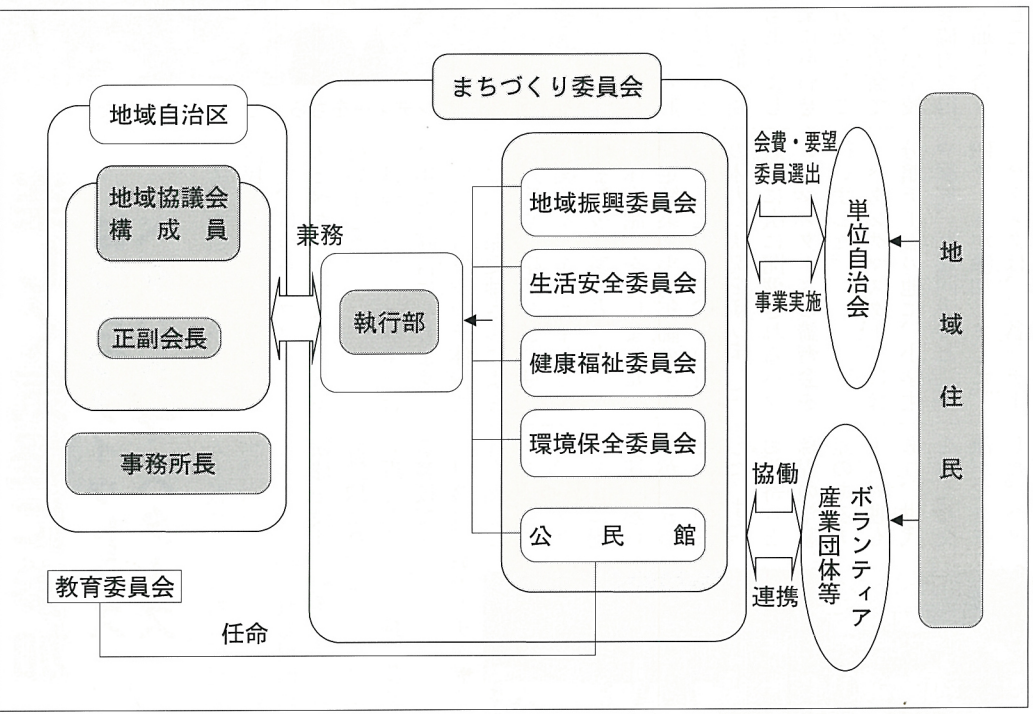 まちづくり委員会
地域自治区
地域協議会
構成員
正副会長
事務所長
兼務
執行部
地域振興委員会
生活安全委員会
健康福祉委員会
環境保全委員会
公民館
会費・要望
委員選出
事業実施
単位自治会
協働
連携
ボランティア
産業団体等
地域住民
教育委員会
任命